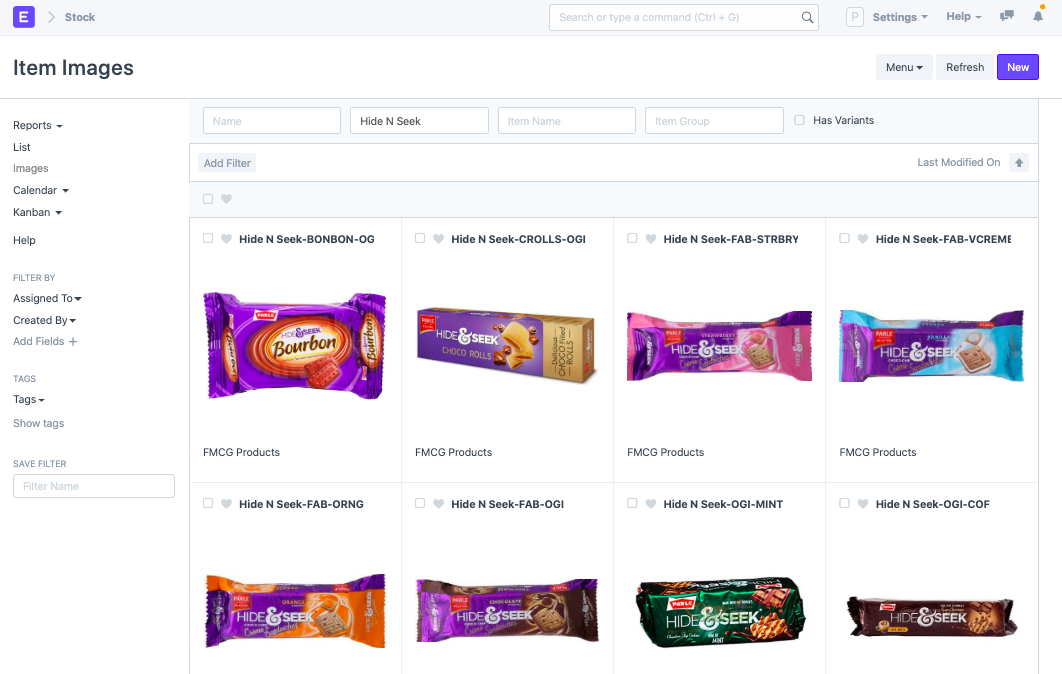 E
Stock
Search or type a command (Ctrl + G)
P
Settings
Help
Item Images
Menu
Refresh
New
Reports
List
Images
Calendar
Kanban
Help
FILTER BY
Assigned To
Created By
Add Fields +
TAGS
Tags
Show tags
SAVE FILTER
Filter Name
Name
Hide N Seek
Item Name
Item Group
Has Variants
Add Filter
Last Modified On
Hide N Seek-BONBON-OG
PARLE
HIDE&SEEK
Bourbon
Bourbon
FMCG Products
Hide N Seek-CROLLS-OGI
PARLE
HIDE&SEEK
CHOCO ROLLS
Delicious
CHOCO Filled
ROLLS
FMCG Products
Hide N Seek-FAB-STRBRY
PARLE
STRAWBERRY
HIDE&SEEK
Creme Sandwiches
FMCG Products
Hide N Seek-FAB-VCREME
PARLE
VANILLA
HIDE&SEEK
Creme Sandwiches
FMCG Products
Hide N Seek-FAB-ORNG
PARLE
ORANGE
HIDE&SEEK
Creme Sandwiches
Hide N Seek-FAB-OGI
PARLE
CHOCOLATE
HIDE&SEEK
Creme Sandwiches
Hide N Seek-OGI-MINT
PARLE
HIDE&SEEK
MINT
Hide N Seek-OGI-COF
PARLE
HIDE&SEEK